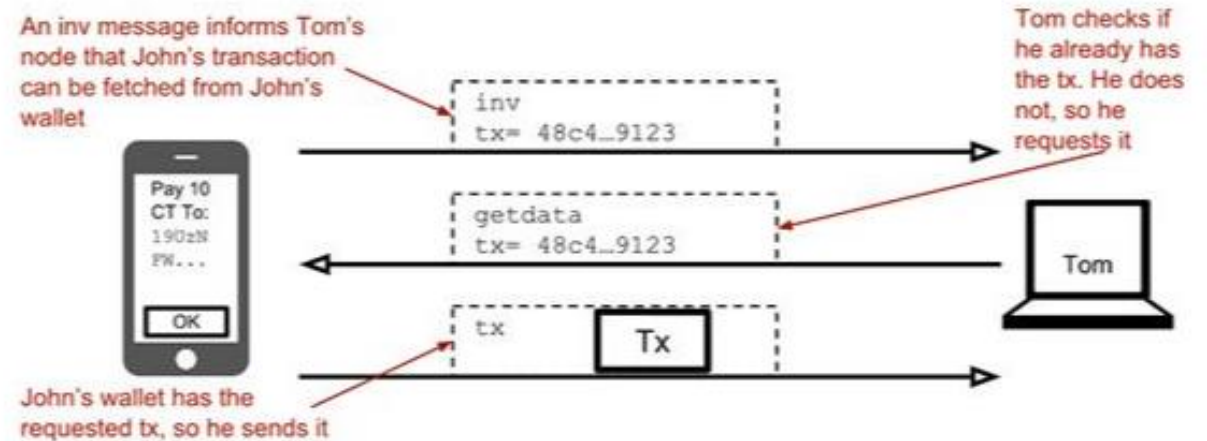 An inv message informs Tom's
node that John's transaction
can be fetched from John's
wallet
Tom checks if
he already has
the tx. He does
not, so he
requests it
inv
tx= 48c4…9123
Pay 10
CT To:
19UzN
FW...
OK
getdata
tx= 48c4…9123
Tom
tx
Tx
John's wallet has the
requested tx, so he sends it